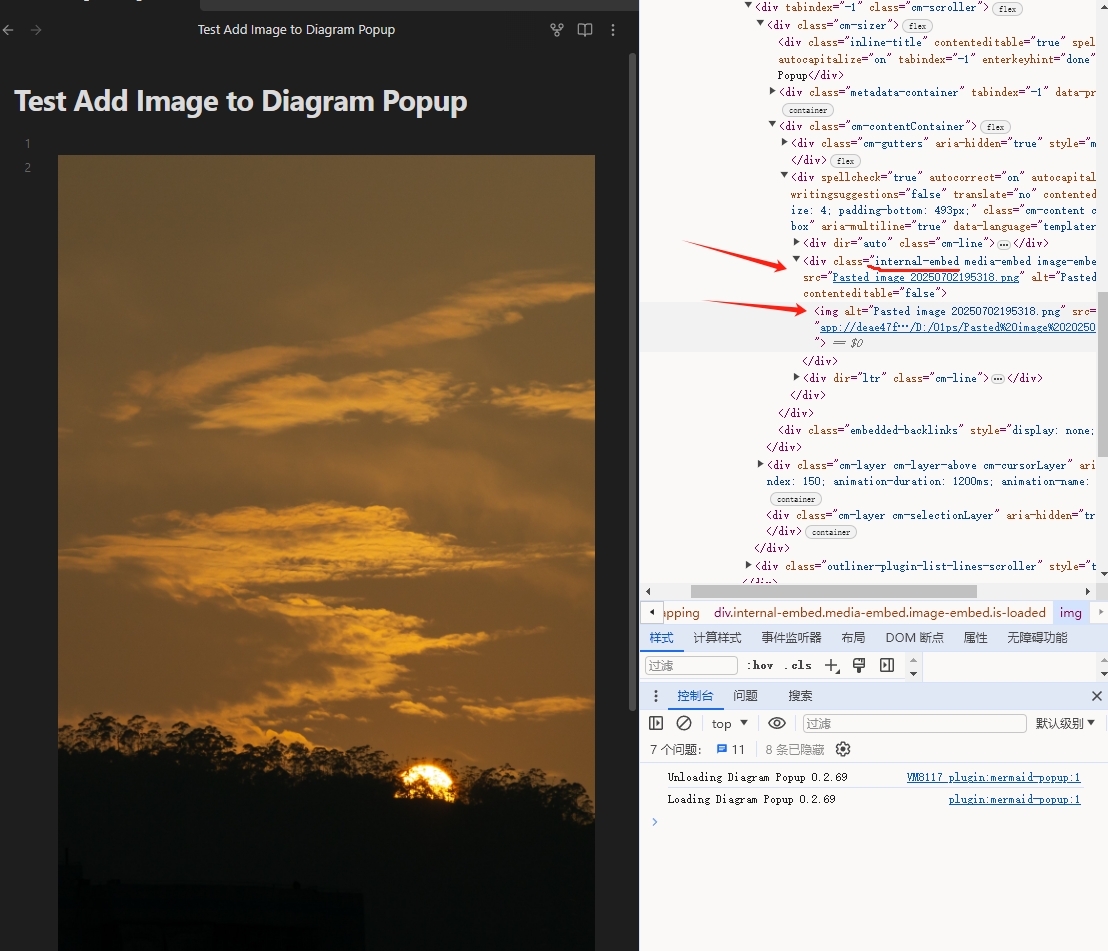 Test Add Image to Diagram Popup
Test Add Image to Diagram Popup
1
2
<div tabindex="-1" class="cm-scroller"> flex
<div class="cm-sizer"> flex
<div class="inline-title" contenteditable="true" spel
autocapitalize="on" tabindex="-1" enterkeyhint="done"
Popup</div>
<div class="metadata-container" tabindex="-1" data-pr
container
<div class="cm-contentContainer"> flex
<div class="cm-gutters" aria-hidden="true" style="m
</div> flex
<div spellcheck="true" autocorrect="on" autocapital
writingsuggestions="false" translate="no" contented
ize: 4; padding-bottom: 493px;" class="cm-content c
box" aria-multiline="true" data-language="templater
<div dir="auto" class="cm-line"> … </div>
<div class="internal-embed media-embed image-embe
src="Pasted image 20250702195318.png" alt="Pasted
contenteditable="false">
<img alt="Pasted image 20250702195318.png" src=
"app://deae47f…/D:/01ps/Pasted%20image%2020250
"> == $0
</div>
<div dir="ltr" class="cm-line"> … </div>
</div>
</div>
<div class="embedded-backlinks" style="display: none;
</div>
<div class="cm-layer cm-layer-above cm-cursorLayer" ari
ndex: 150; animation-duration: 1200ms; animation-name:
container
<div class="cm-layer cm-selectionLayer" aria-hidden="tr
</div> container
</div>
<div class="outliner-plugin-list-lines-scroller" style="t
</div>
apping div.internal-embed.media-embed.image-embed.is-loaded img
样式 计算样式 事件监听器 布局 DOM 断点 属性 无障碍功能
过滤 :hov .cls
控制台 问题 搜索
top 过滤 默认级别
7 个问题: 11 8 条已隐藏
Unloading Diagram Popup 0.2.69 VM8117 plugin:mermaid-popup:1
Loading Diagram Popup 0.2.69 plugin:mermaid-popup:1